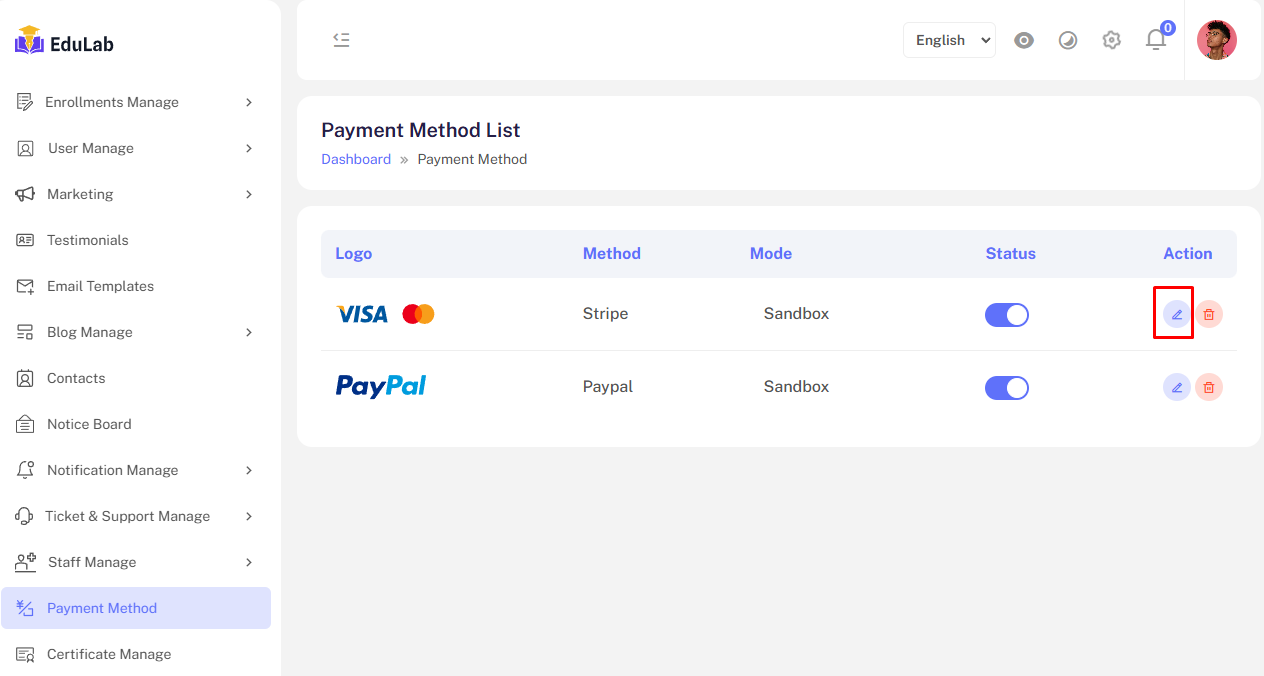 EduLab
English
0
Enrollments Manage
User Manage
Marketing
Testimonials
Email Templates
Blog Manage
Contacts
Notice Board
Notification Manage
Ticket & Support Manage
Staff Manage
Payment Method
Certificate Manage
Payment Method List
Dashboard » Payment Method
Logo Method Mode Status Action
VISA Stripe Sandbox
PayPal Paypal Sandbox